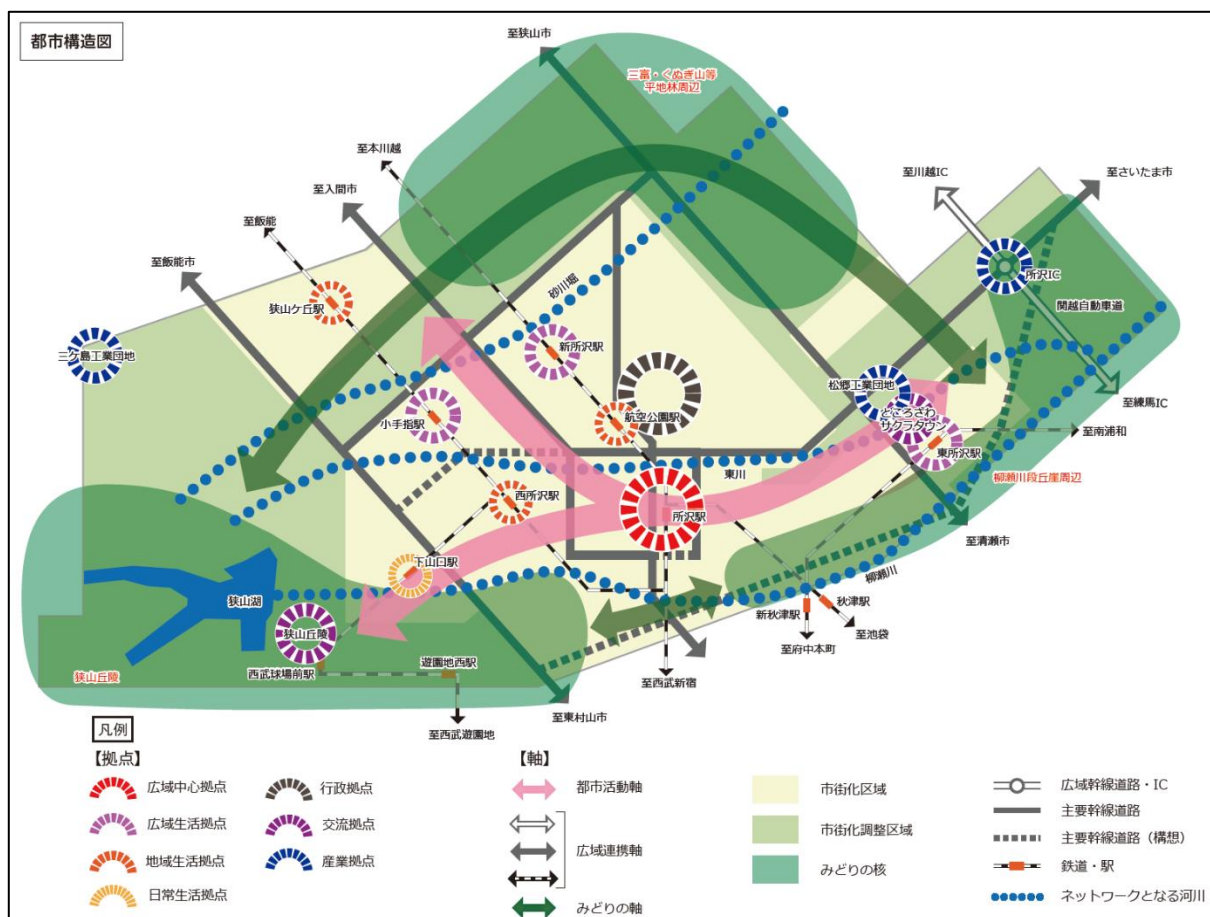 都市構造図
至狭山市
三富・くぬぎ山等
平地林周辺
至本川越
至入間市
至川越IC
至さいたま市
至飯能
至飯能市
所沢IC
砂川堀
狭山ケ丘駅
関越自動車道
新所沢駅
三ケ島工業団地
松郷工業団地
至練馬IC
小手指駅
航空公園駅
ところざわ
サクラタウン
至南浦和
東所沢駅
東川
柳瀬川段丘崖周辺
西所沢駅
所沢駅
至清瀬市
下山口駅
柳瀬川
狭山湖
秋津駅
新秋津駅
狭山丘陵
至池袋
至府中本町
遊園地西駅
西武球場前駅
狭山丘陵
至西武新宿
至東村山市
至西武遊園地
凡例
【拠点】
広域中心拠点
行政拠点
広域生活拠点
交流拠点
地域生活拠点
産業拠点
日常生活拠点
【軸】
都市活動軸
広域連携軸
みどりの軸
市街化区域
市街化調整区域
みどりの核
広域幹線道路・IC
主要幹線道路
主要幹線道路（構想）
鉄道・駅
ネットワークとなる河川